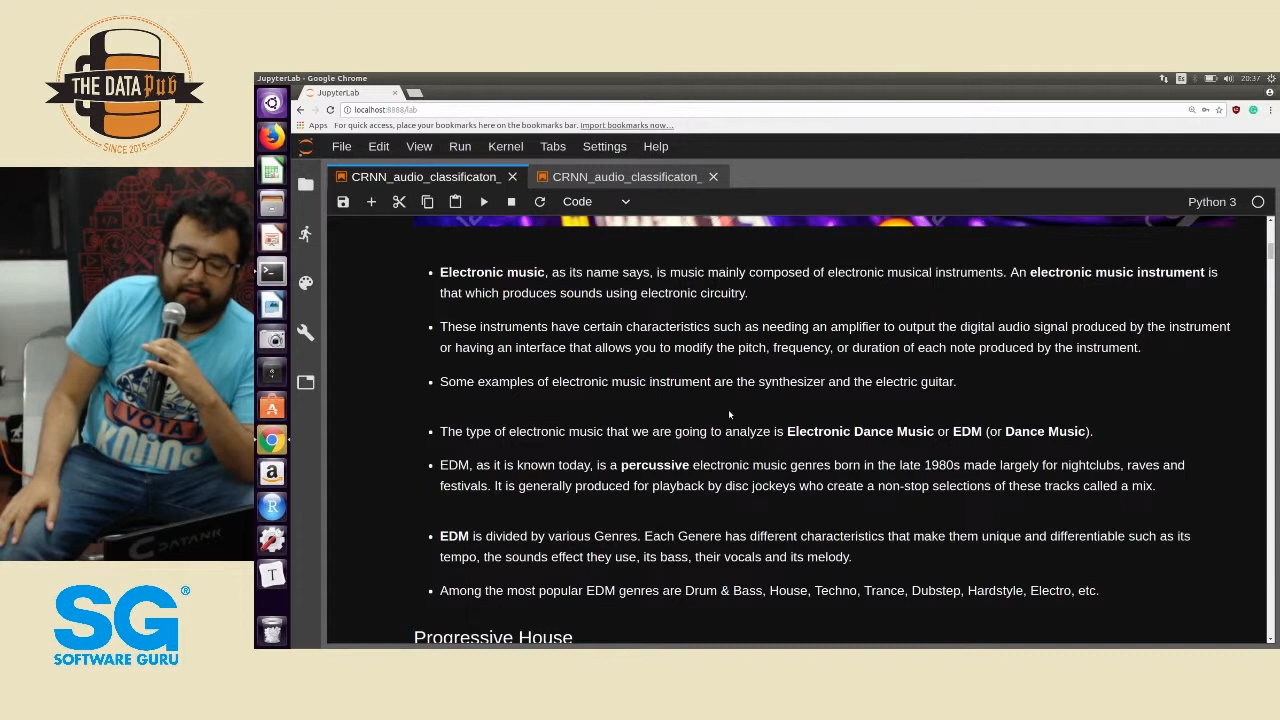 THE DATA Pub
SINCE 2015
JupyterLab - Google Chrome
Es
20:37
JupyterLab
localhost:8888/lab
Apps
For quick access, place your bookmarks here on the bookmarks bar. Import bookmarks now...
File Edit View Run Kernel Tabs Settings Help
CRNN_audio_classificaton_
CRNN_audio_classificaton_
Code
Python 3
Electronic music, as its name says, is music mainly composed of electronic musical instruments. An electronic music instrument is
that which produces sounds using electronic circuitry.
These instruments have certain characteristics such as needing an amplifier to output the digital audio signal produced by the instrument
or having an interface that allows you to modify the pitch, frequency, or duration of each note produced by the instrument.
Some examples of electronic music instrument are the synthesizer and the electric guitar.
The type of electronic music that we are going to analyze is Electronic Dance Music or EDM (or Dance Music).
EDM, as it is known today, is a percussive electronic music genres born in the late 1980s made largely for nightclubs, raves and
festivals. It is generally produced for playback by disc jockeys who create a non-stop selections of these tracks called a mix.
EDM is divided by various Genres. Each Genere has different characteristics that make them unique and differentiable such as its
tempo, the sounds effect they use, its bass, their vocals and its melody.
Among the most popular EDM genres are Drum & Bass, House, Techno, Trance, Dubstep, Hardstyle, Electro, etc.
Progressive House
VOTA
DATANK
SG®
SOFTWARE GURU